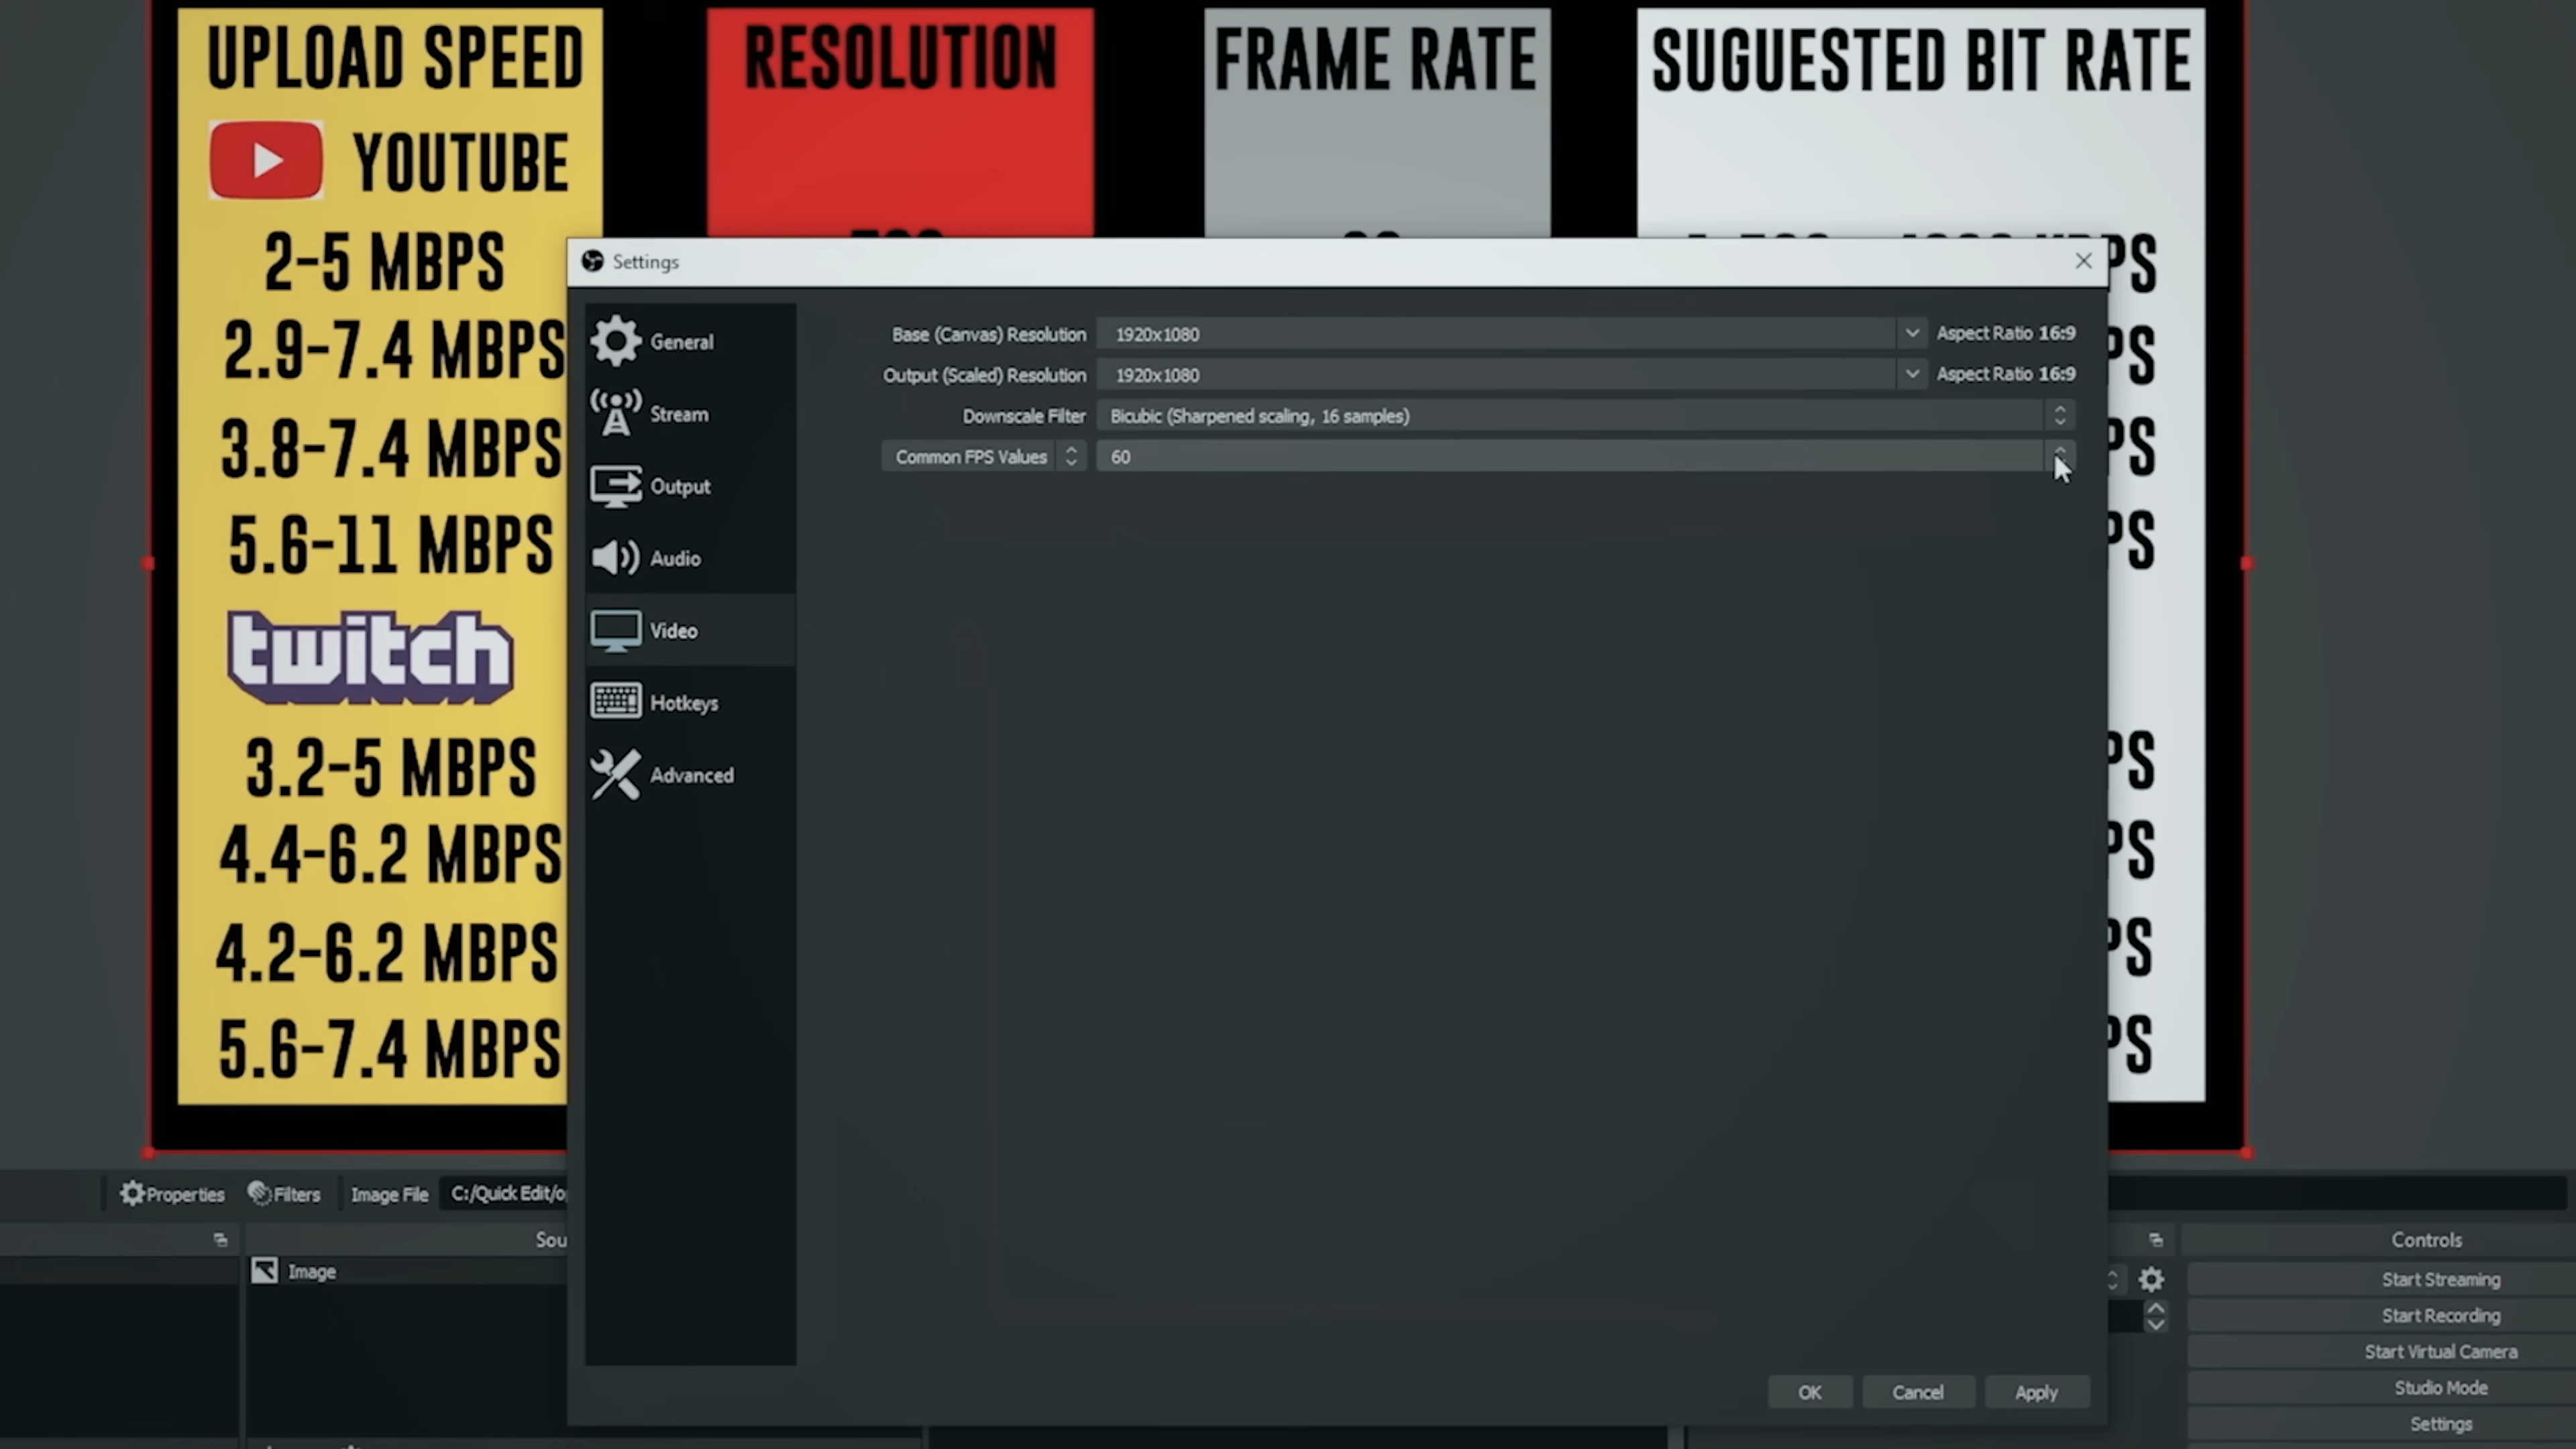 UPLOAD SPEED
RESOLUTION
FRAME RATE
SUGUESTED BIT RATE
YOUTUBE
2-5 MBPS
2.9-7.4 MBPS
3.8-7.4 MBPS
5.6-11 MBPS
twitch
3.2-5 MBPS
4.4-6.2 MBPS
4.2-6.2 MBPS
5.6-7.4 MBPS
Settings
General
Stream
Output
Audio
Video
Hotkeys
Advanced
Base (Canvas) Resolution 1920x1080 Aspect Ratio 16:9
Output (Scaled) Resolution 1920x1080 Aspect Ratio 16:9
Downscale Filter Bicubic (Sharpened scaling, 16 samples)
Common FPS Values 60
OK Cancel Apply
Properties Filters Image File C:/Quick Edit/o
Sou
Image
Controls
Start Streaming
Start Recording
Start Virtual Camera
Studio Mode
Settings